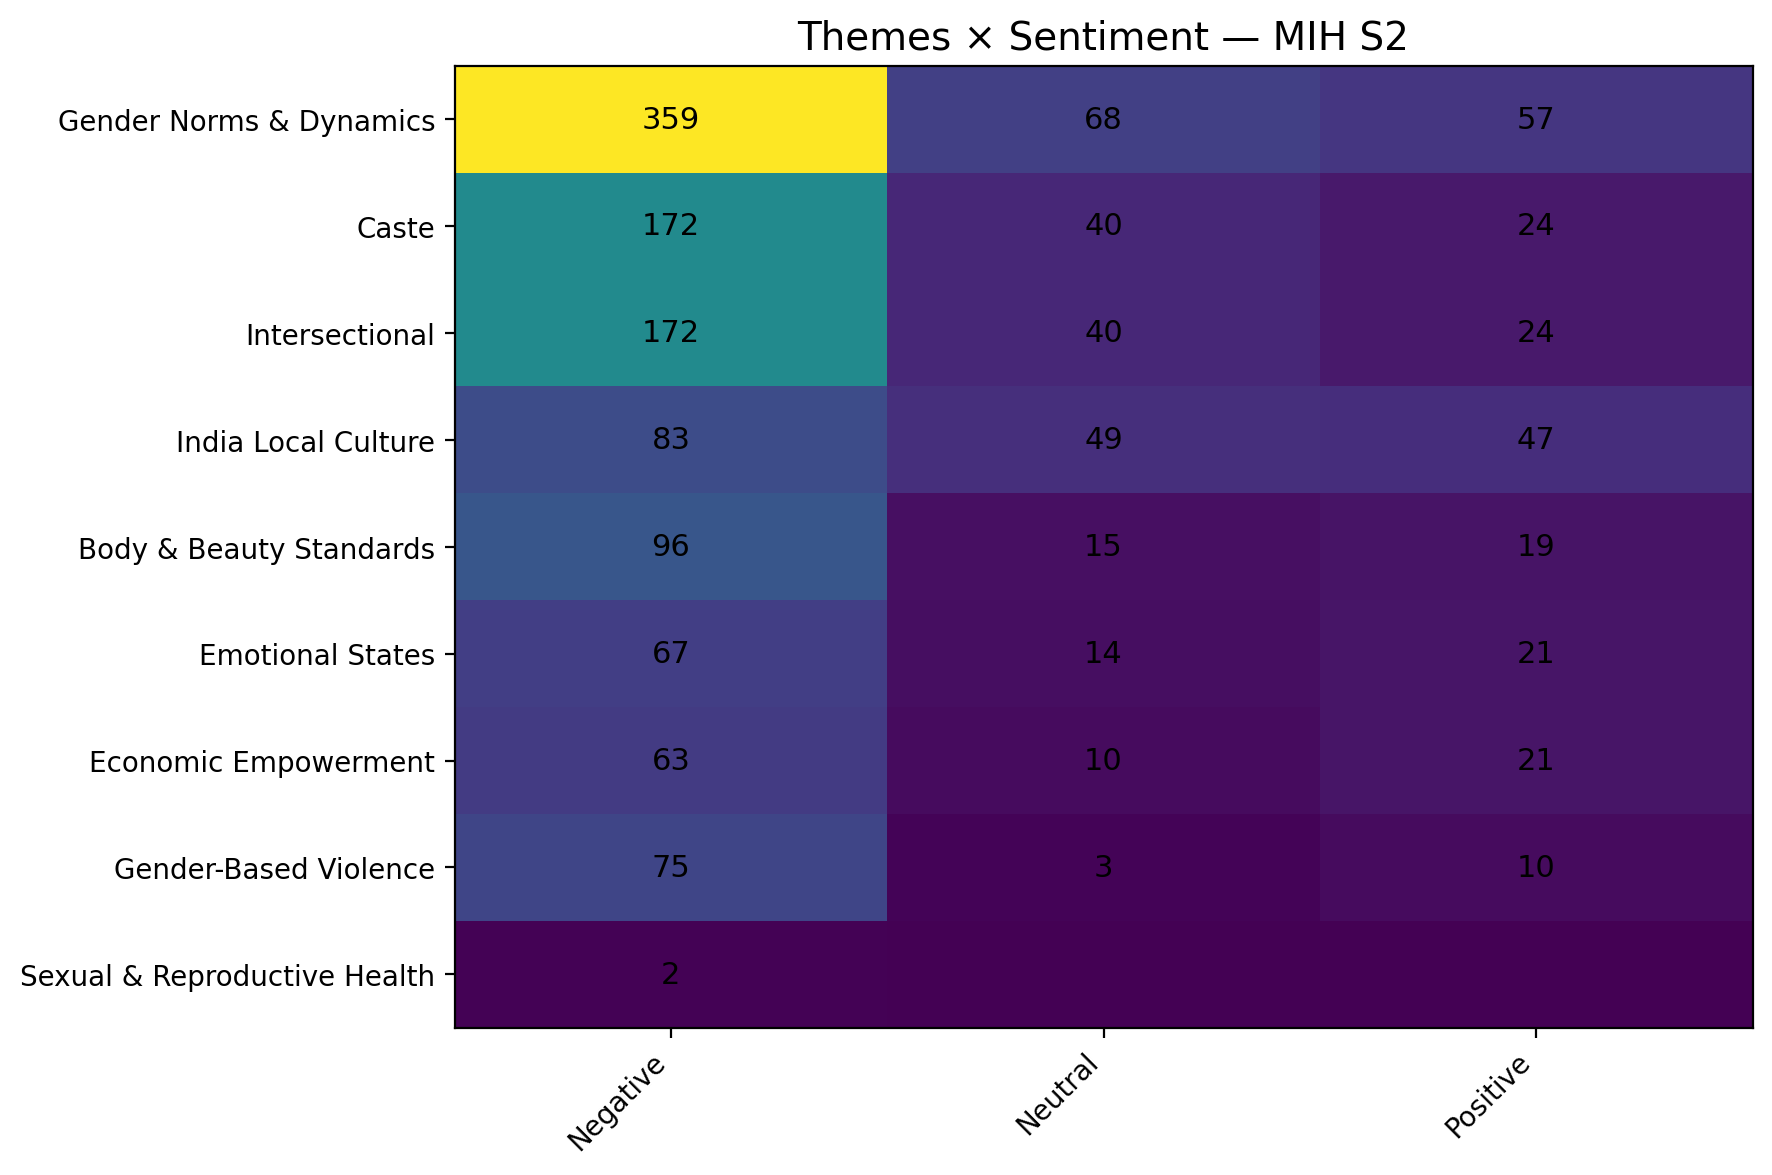 Themes × Sentiment — MIH S2
Gender Norms & Dynamics 359 68 57
Caste 172 40 24
Intersectional 172 40 24
India Local Culture 83 49 47
Body & Beauty Standards 96 15 19
Emotional States 67 14 21
Economic Empowerment 63 10 21
Gender-Based Violence 75 3 10
Sexual & Reproductive Health 2
Negative Neutral Positive